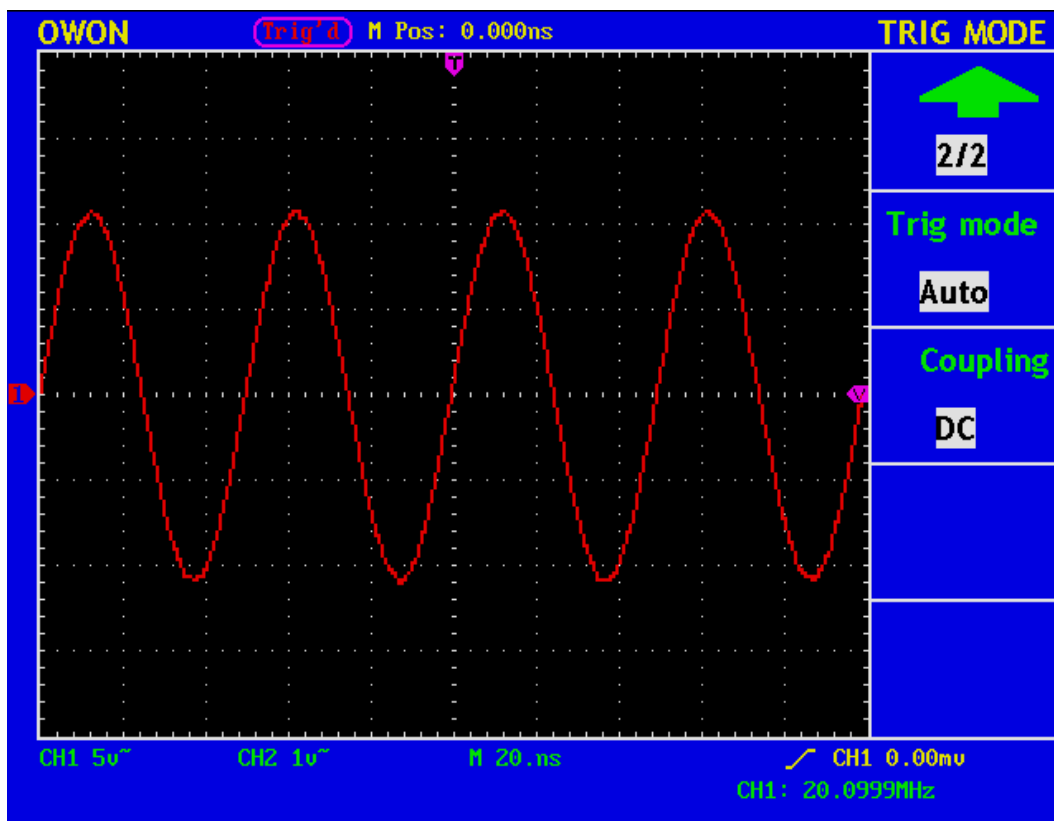 OWON Trig'd M Pos: 0.000ns TRIG MODE
T
2/2
Trig mode
Auto
Coupling
1
V
DC
CH1 5v~ CH2 1v~ M 20.ns CH1 0.00mv
CH1: 20.0999MHz